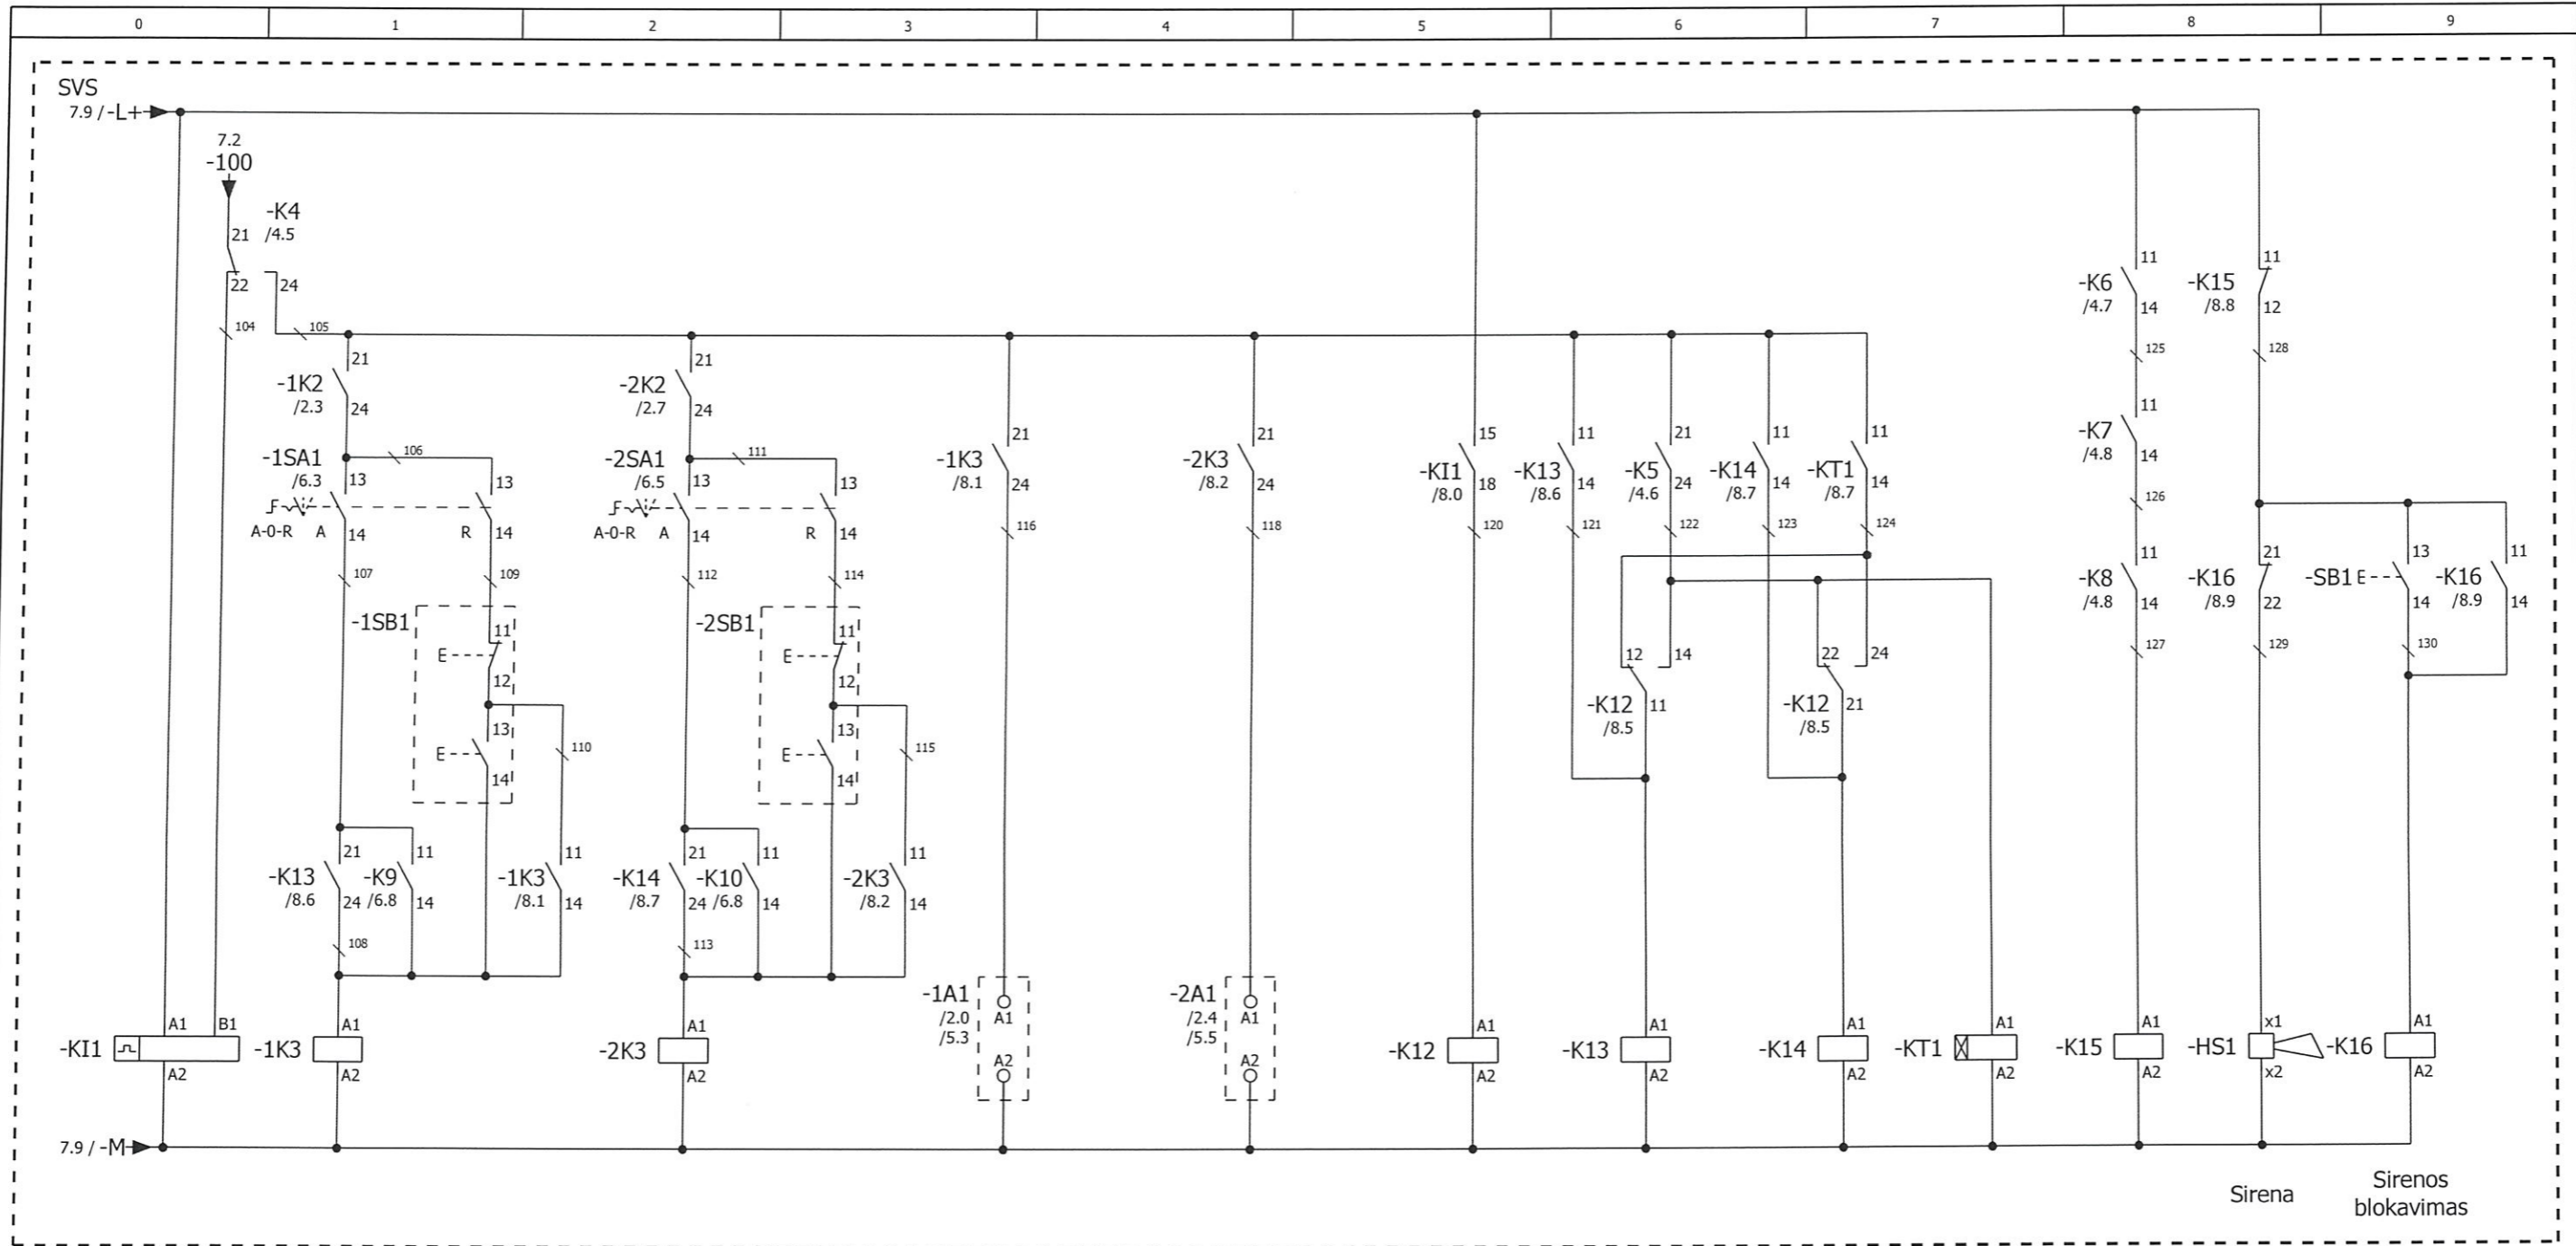 0 1 2 3 4 5 6 7 8 9
SVS
7.9 / -L+
7.2
-100
-K4
21 /4.5
22 24
104 105
21 21
-1K2 -2K2
/2.3 /2.7
24 24
106 111
-1SA1 -2SA1
/6.3 13 13 /6.5 13 13
A-0-R A 14 R 14 A-0-R A 14 R 14
107 109 112 114
-1SB1 11 -2SB1 11
E 12 E 12
13 13
E 14 E 14
110 115
21 11 11 21 11 11
-K13 -K9 -1K3 -K14 -K10 -2K3
/8.6 24 /6.8 14 /8.1 14 /8.7 24 /6.8 14 /8.2 14
108 113
21 21
-1K3 -2K3
/8.1 24 /8.2 24
116 118
15 11 21 11 11
-KI1 -K13 -K5 -K14 -KT1
/8.0 18 /8.6 14 /4.6 24 /8.7 14 /8.7 14
120 121 122 123 124
12 14 22 24
-K12 11 -K12 21
/8.5 /8.5
11 11
-K6 -K15
/4.7 14 /8.8 12
125 128
11
-K7
/4.8 14
126
11 21 13 11
-K8 -K16 -SB1 E -K16
/4.8 14 /8.9 22 14 /8.9 14
127 129 130
-1A1 -2A1
/2.0 A1 /2.4 A1
/5.3 /5.5
A2 A2
A1 B1 A1 A1 A1 A1 A1 A1 A1 x1 A1
-KI1 -1K3 -2K3 -K12 -K13 -K14 -KT1 -K15 -HS1 -K16
A2 A2 A2 A2 A2 A2 A2 A2 x2 A2
7.9 / -M
Sirena
Sirenos
blokavimas